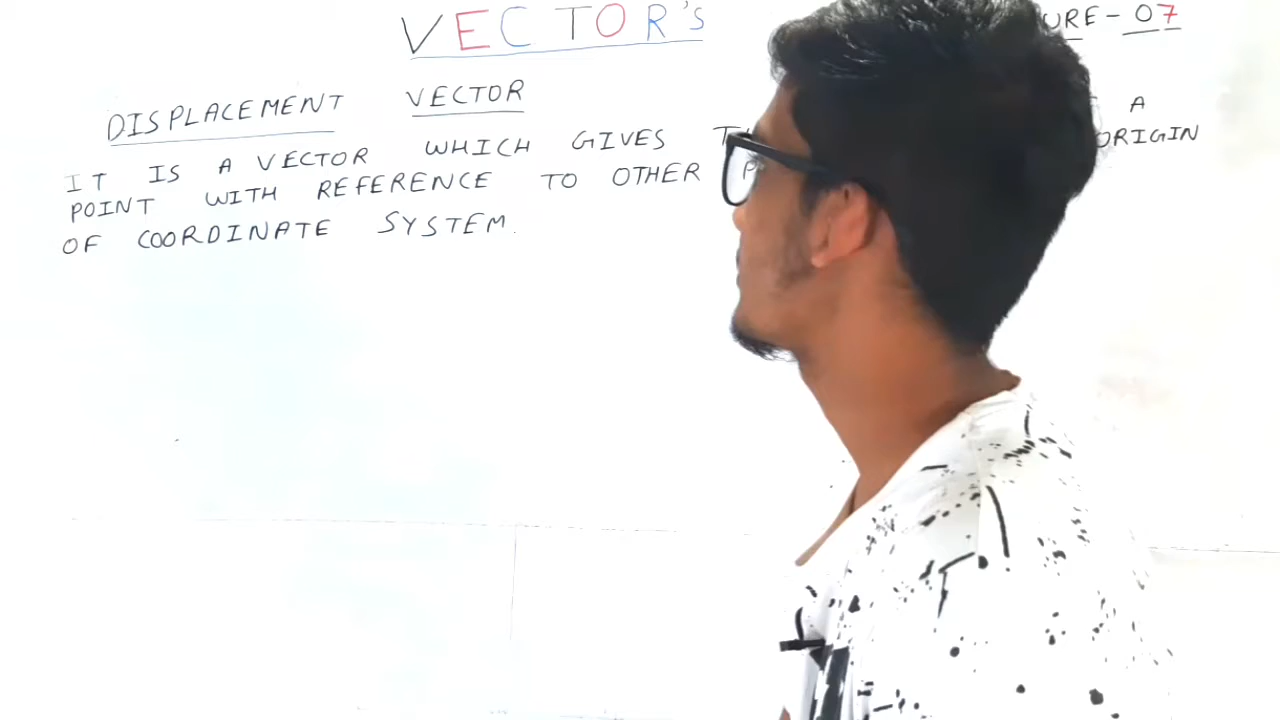 VECTOR'S
URE-07
DISPLACEMENT VECTOR
IT IS A VECTOR WHICH GIVES A
POINT WITH REFERENCE TO OTHER ORIGIN
OF COORDINATE SYSTEM.